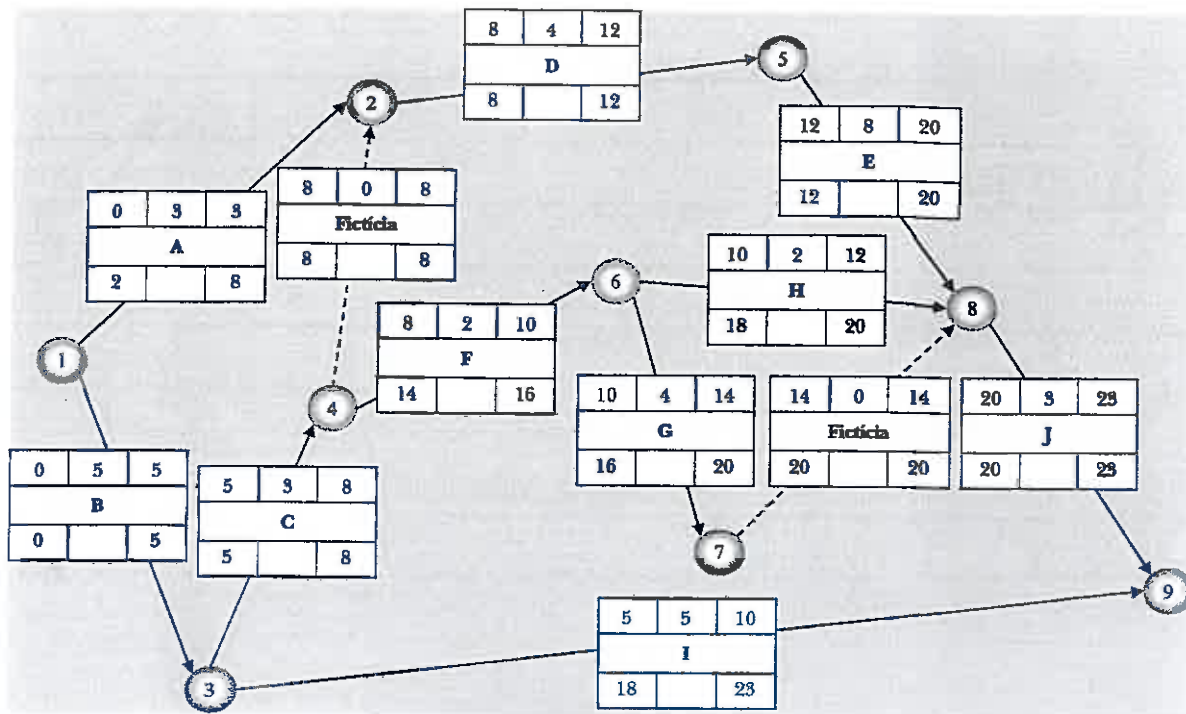 8 4 12
D
8 12
5
2
12 8 20
E
12 20
8 0 8
Fictícia
8 8
0 3 3
A
2 8
10 2 12
H
18 20
6
8
8 2 10
F
14 16
1
4
10 4 14
G
16 20
14 0 14
Fictícia
20 20
20 3 23
J
20 23
0 5 5
B
0 5
5 3 8
C
5 8
7
9
5 5 10
I
18 23
3